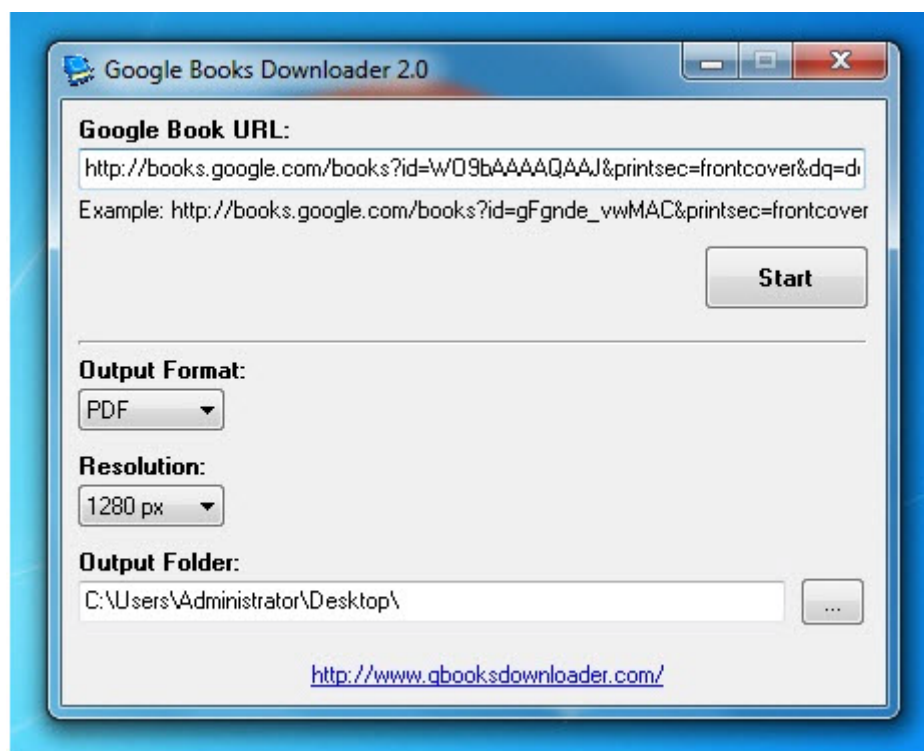 Google Books Downloader 2.0
Google Book URL:
http://books.google.com/books?id=WO9bAAAAQAAJ&printsec=frontcover&dq=d
Example: http://books.google.com/books?id=gFgnde_vwMAC&printsec=frontcover
Start
Output Format:
PDF
Resolution:
1280 px
Output Folder:
C:\Users\Administrator\Desktop\
...
http://www.gbooksdownloader.com/